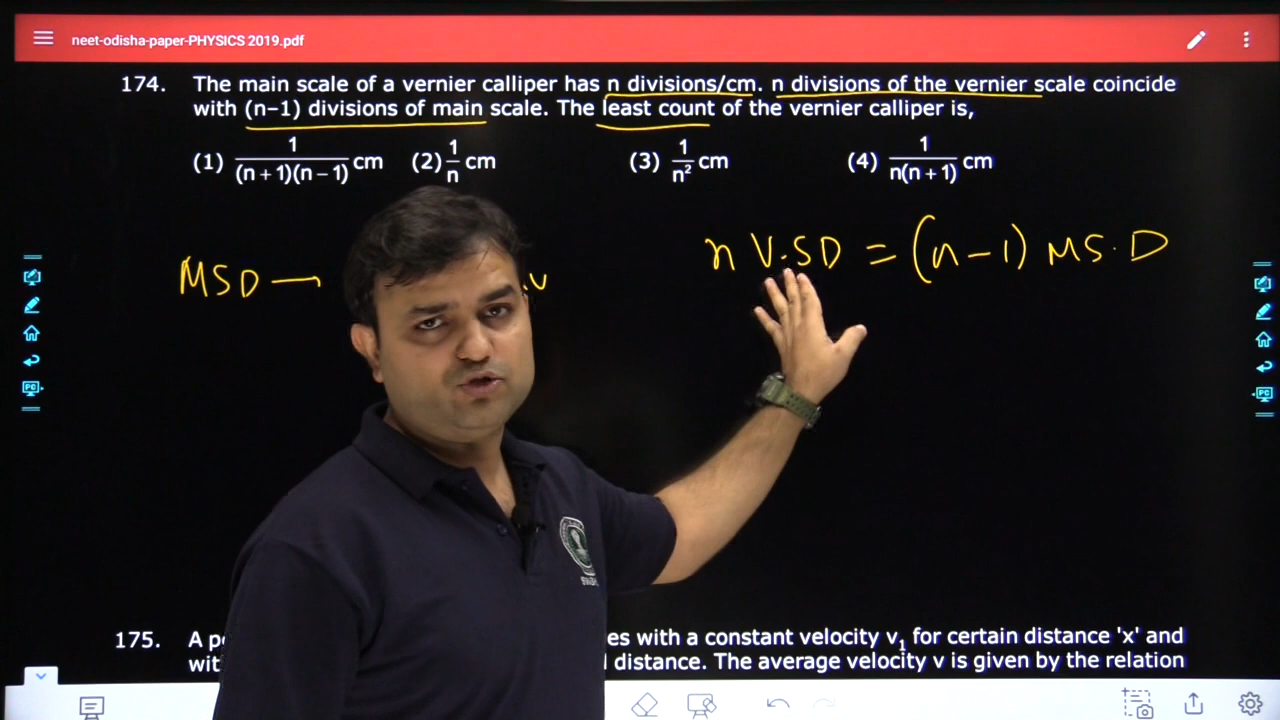 neet-odisha-paper-PHYSICS 2019.pdf
174. The main scale of a vernier calliper has n divisions/cm. n divisions of the vernier scale coincide
with (n–1) divisions of main scale. The least count of the vernier calliper is,
(1) 1/((n+1)(n–1)) cm (2) 1/n cm (3) 1/n² cm (4) 1/(n(n+1)) cm
n V.SD = (n-1) MS.D
MSD —
175. A
es with a constant velocity v₁ for certain distance 'x' and
distance. The average velocity v is given by the relation